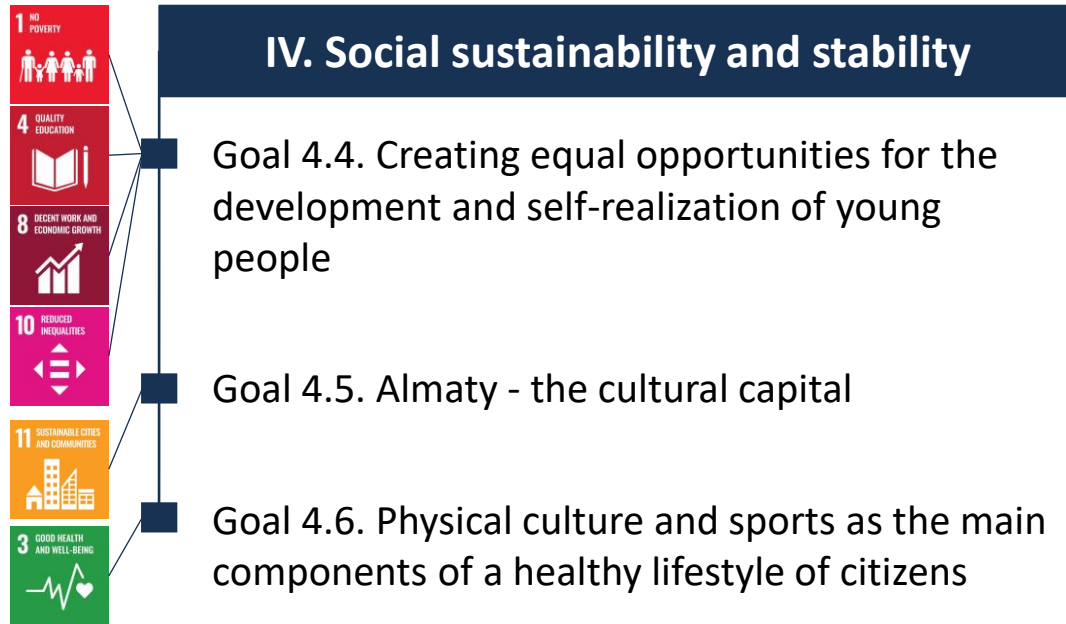 1 NO
POVERTY
4 QUALITY
EDUCATION
8 DECENT WORK AND
ECONOMIC GROWTH
10 REDUCED
INEQUALITIES
11 SUSTAINABLE CITIES
AND COMMUNITIES
3 GOOD HEALTH
AND WELL-BEING
IV. Social sustainability and stability
Goal 4.4. Creating equal opportunities for the
development and self-realization of young
people
Goal 4.5. Almaty - the cultural capital
Goal 4.6. Physical culture and sports as the main
components of a healthy lifestyle of citizens